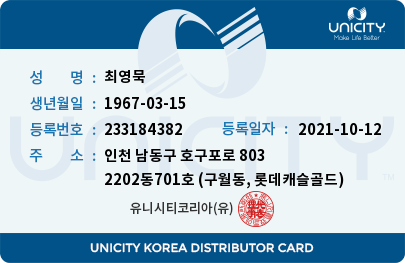 UNICITY
Make Life Better
성 명 : 최영묵
생년월일 : 1967-03-15
등록번호 : 233184382 등록일자 : 2021-10-12
UNICITY
주 소 : 인천 남동구 호구포로 803
2202동701호 (구월동, 롯데캐슬골드)
유니시티코리아(유)
UNICITY KOREA DISTRIBUTOR CARD